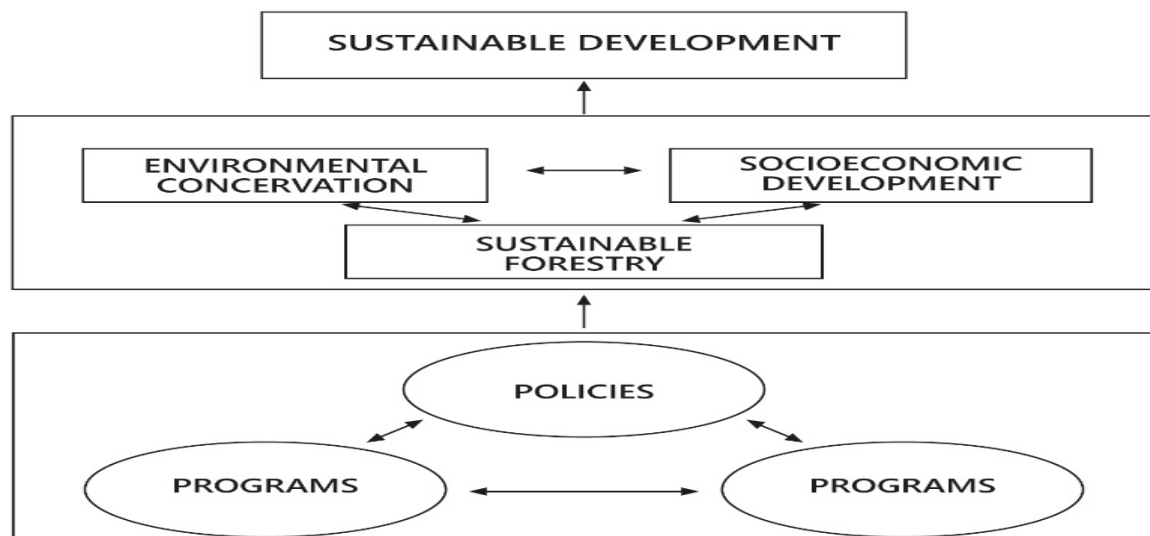 SUSTAINABLE DEVELOPMENT
ENVIRONMENTAL
CONCERVATION
SOCIOECONOMIC
DEVELOPMENT
SUSTAINABLE
FORESTRY
POLICIES
PROGRAMS
PROGRAMS